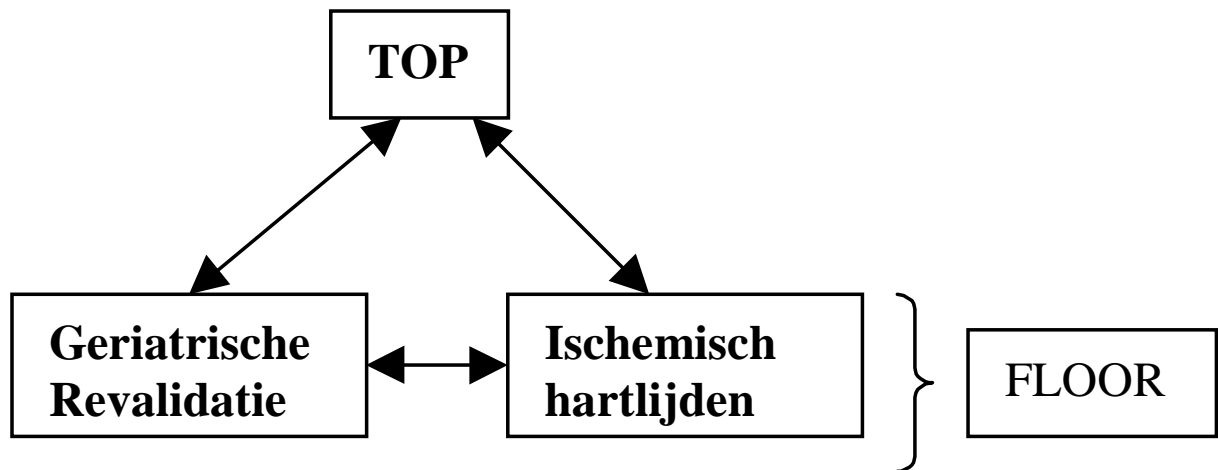 TOP
Geriatrische
Revalidatie
Ischemisch
hartlijden
FLOOR